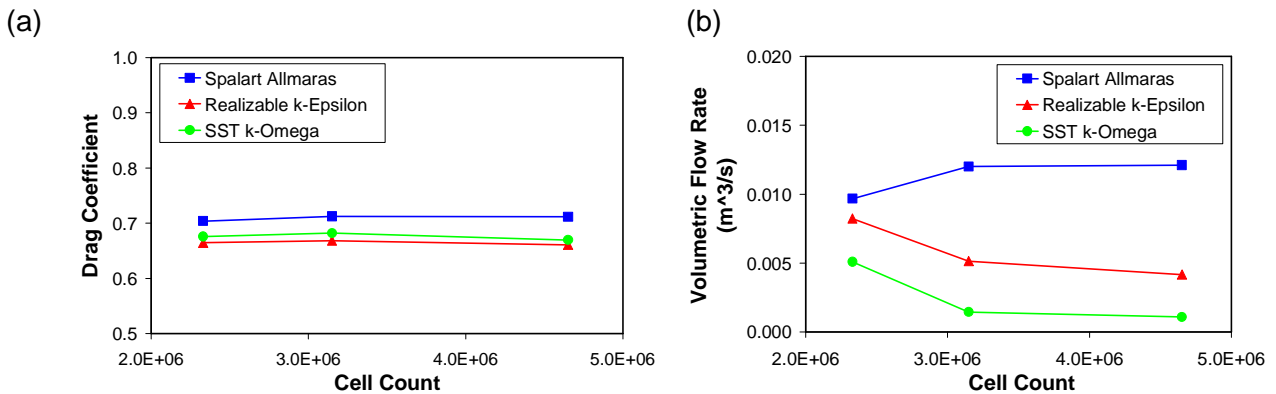 (a)
1.0
0.9
0.8
0.7
0.6
0.5
Drag Coefficient
Spalart Allmaras
Realizable k-Epsilon
SST k-Omega
2.0E+06 3.0E+06 4.0E+06 5.0E+06
Cell Count
(b)
0.020
0.015
0.010
0.005
0.000
Volumetric Flow Rate
(m^3/s)
Spalart Allmaras
Realizable k-Epsilon
SST k-Omega
2.0E+06 3.0E+06 4.0E+06 5.0E+06
Cell Count